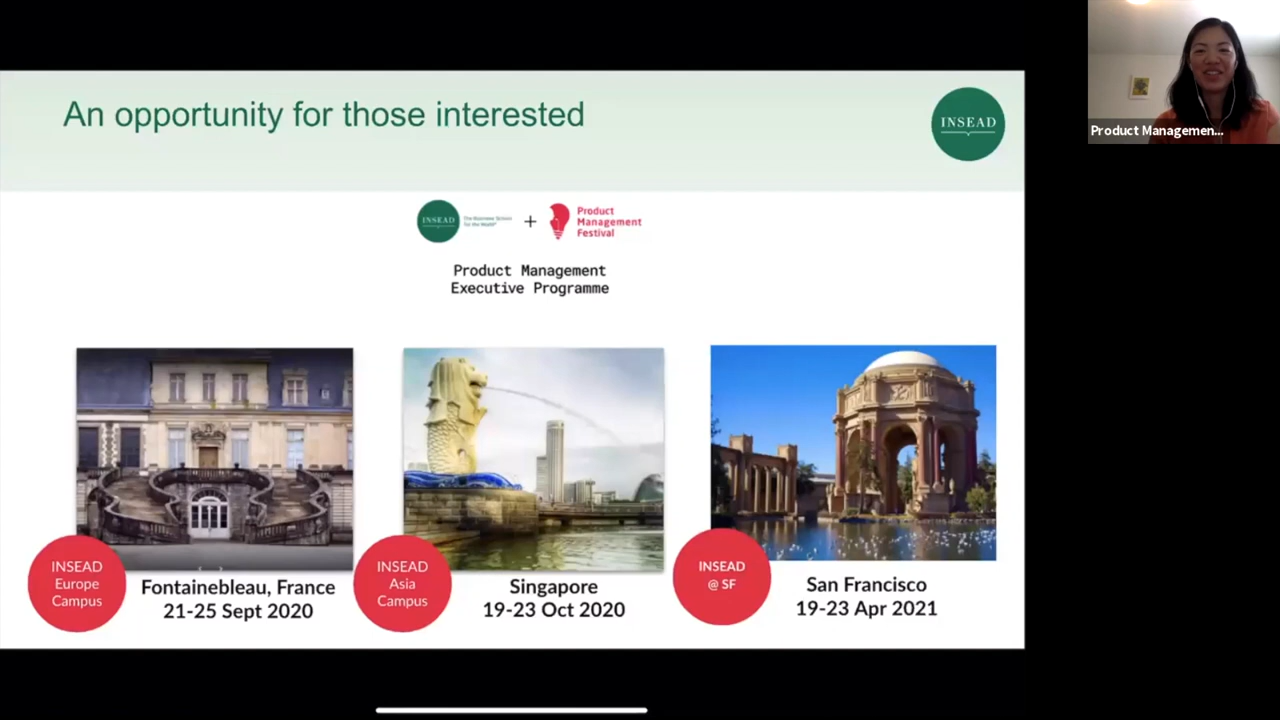 An opportunity for those interested
INSEAD
INSEAD
The Business School
for the World®
+
Product
Management
Festival
Product Management
Executive Programme
INSEAD
Europe
Campus
Fontainebleau, France
21-25 Sept 2020
INSEAD
Asia
Campus
Singapore
19-23 Oct 2020
INSEAD
@ SF
San Francisco
19-23 Apr 2021
Product Managemen...